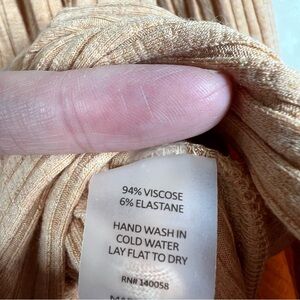 94% VISCOSE
6% ELASTANE
HAND WASH IN
COLD WATER
LAY FLAT TO DRY
RN# 140058